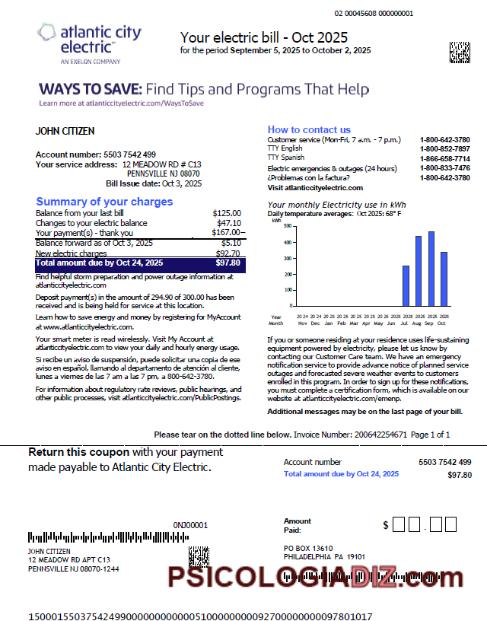 02 00045608 000000001
atlantic city
electric™
AN EXELON COMPANY
Your electric bill - Oct 2025
for the period September 5, 2025 to October 2, 2025
WAYS TO SAVE: Find Tips and Programs That Help
Learn more at atlanticcityelectric.com/WaysToSave
JOHN CITIZEN
Account number: 5503 7542 499
Your service address: 12 MEADOW RD # C13
PENNSVILLE NJ 08070
Bill Issue date: Oct 3, 2025
Summary of your charges
Balance from your last bill $125.00
Changes to your electric balance $47.10
Your payment(s) - thank you $167.00–
Balance forward as of Oct 3, 2025 $5.10
New electric charges $92.70
Total amount due by Oct 24, 2025 $97.80
Find helpful storm preparation and power outage information at
atlanticcityelectric.com
Deposit payment(s) in the amount of 294.90 of 300.00 has been
received and is being held for service at this location.
Learn how to save energy and money by registering for MyAccount
at www.atlanticcityelectric.com.
Your smart meter is read wirelessly. Visit My Account at
atlanticcityelectric.com to view your daily and hourly energy usage.
Si recibe un aviso de suspención, puede solicitar una copia de ese
aviso en español, llamando al departamento de atención al cliente,
lunes a viernes de las 7 am a las 7 pm, a 800-642-3780.
For information about regulatory rate reviews, public hearings, and
other public processes, visit atlanticcityelectric.com/PublicPostings.
How to contact us
Customer service (Mon-Fri, 7 a.m. - 7 p.m.) 1-800-642-3780
TTY English 1-800-852-7897
TTY Spanish 1-866-658-7714
Electric emergencies & outages (24 hours) 1-800-833-7476
¿Problemas con la factura? 1-800-642-3780
Visit atlanticcityelectric.com
Your monthly Electricity use in kWh
Daily temperature averages: Oct 2025: 68° F
kWh
500
400
300
200
100
0
Year
Month Nov Dec Jan Feb Mar Apr May Jun Jul Aug Sep Oct
If you or someone residing at your residence uses life-sustaining
equipment powered by electricity, please let us know by
contacting our Customer Care team. We have an emergency
notification service to provide advance notice of planned service
outages and forecasted severe weather events to customers
enrolled in this program. In order to sign up for these notifications,
you must complete a certification form, which is available on our
website at atlanticcityelectric.com/emenp.
Additional messages may be on the last page of your bill.
Please tear on the dotted line below. Invoice Number: 200642254671 Page 1 of 1
Return this coupon with your payment
made payable to Atlantic City Electric.
Account number 5503 7542 499
Total amount due by Oct 24, 2025 $97.80
Amount
Paid: $ .
0NJ00001
JOHN CITIZEN
12 MEADOW RD APT C13
PENNSVILLE NJ 08070-1244
PO BOX 13610
PHILADELPHIA PA 19101
PSICOLOGIADIZ.com